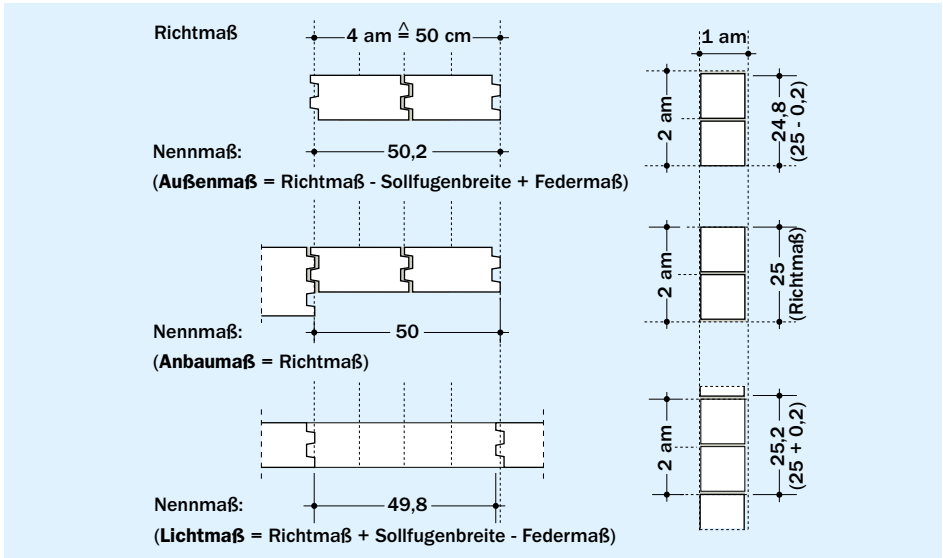 Richtmaß
4 am ≙ 50 cm
1 am
2 am
24,8
(25 - 0,2)
Nennmaß:
50,2
(Außenmaß = Richtmaß - Sollfugenbreite + Federmaß)
2 am
25
(Richtmaß)
Nennmaß:
50
(Anbaumaß = Richtmaß)
2 am
25,2
(25 + 0,2)
Nennmaß:
49,8
(Lichtmaß = Richtmaß + Sollfugenbreite - Federmaß)